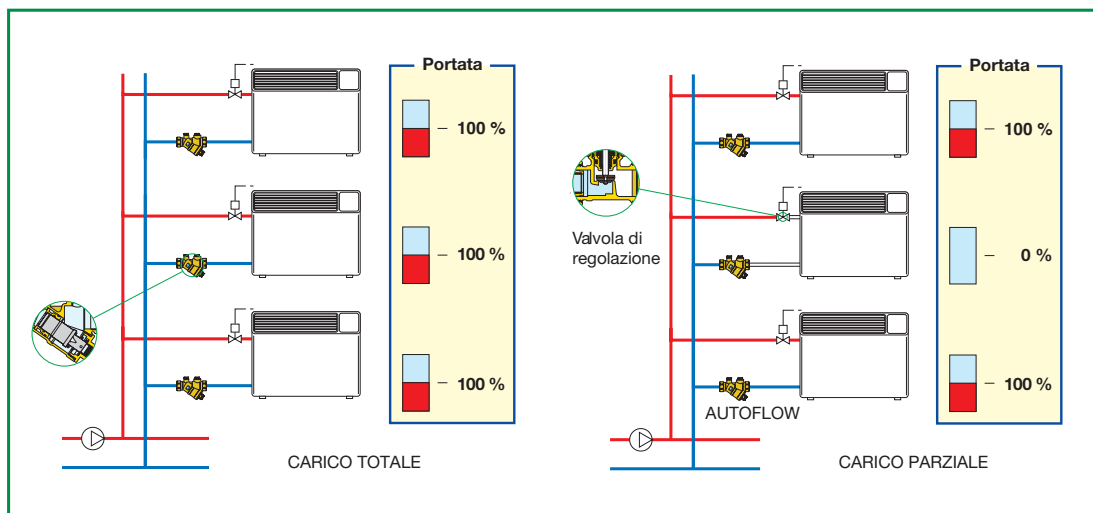 Portata
100 %
100 %
100 %
CARICO TOTALE
Portata
100 %
Valvola di
regolazione
0 %
100 %
AUTOFLOW
CARICO PARZIALE